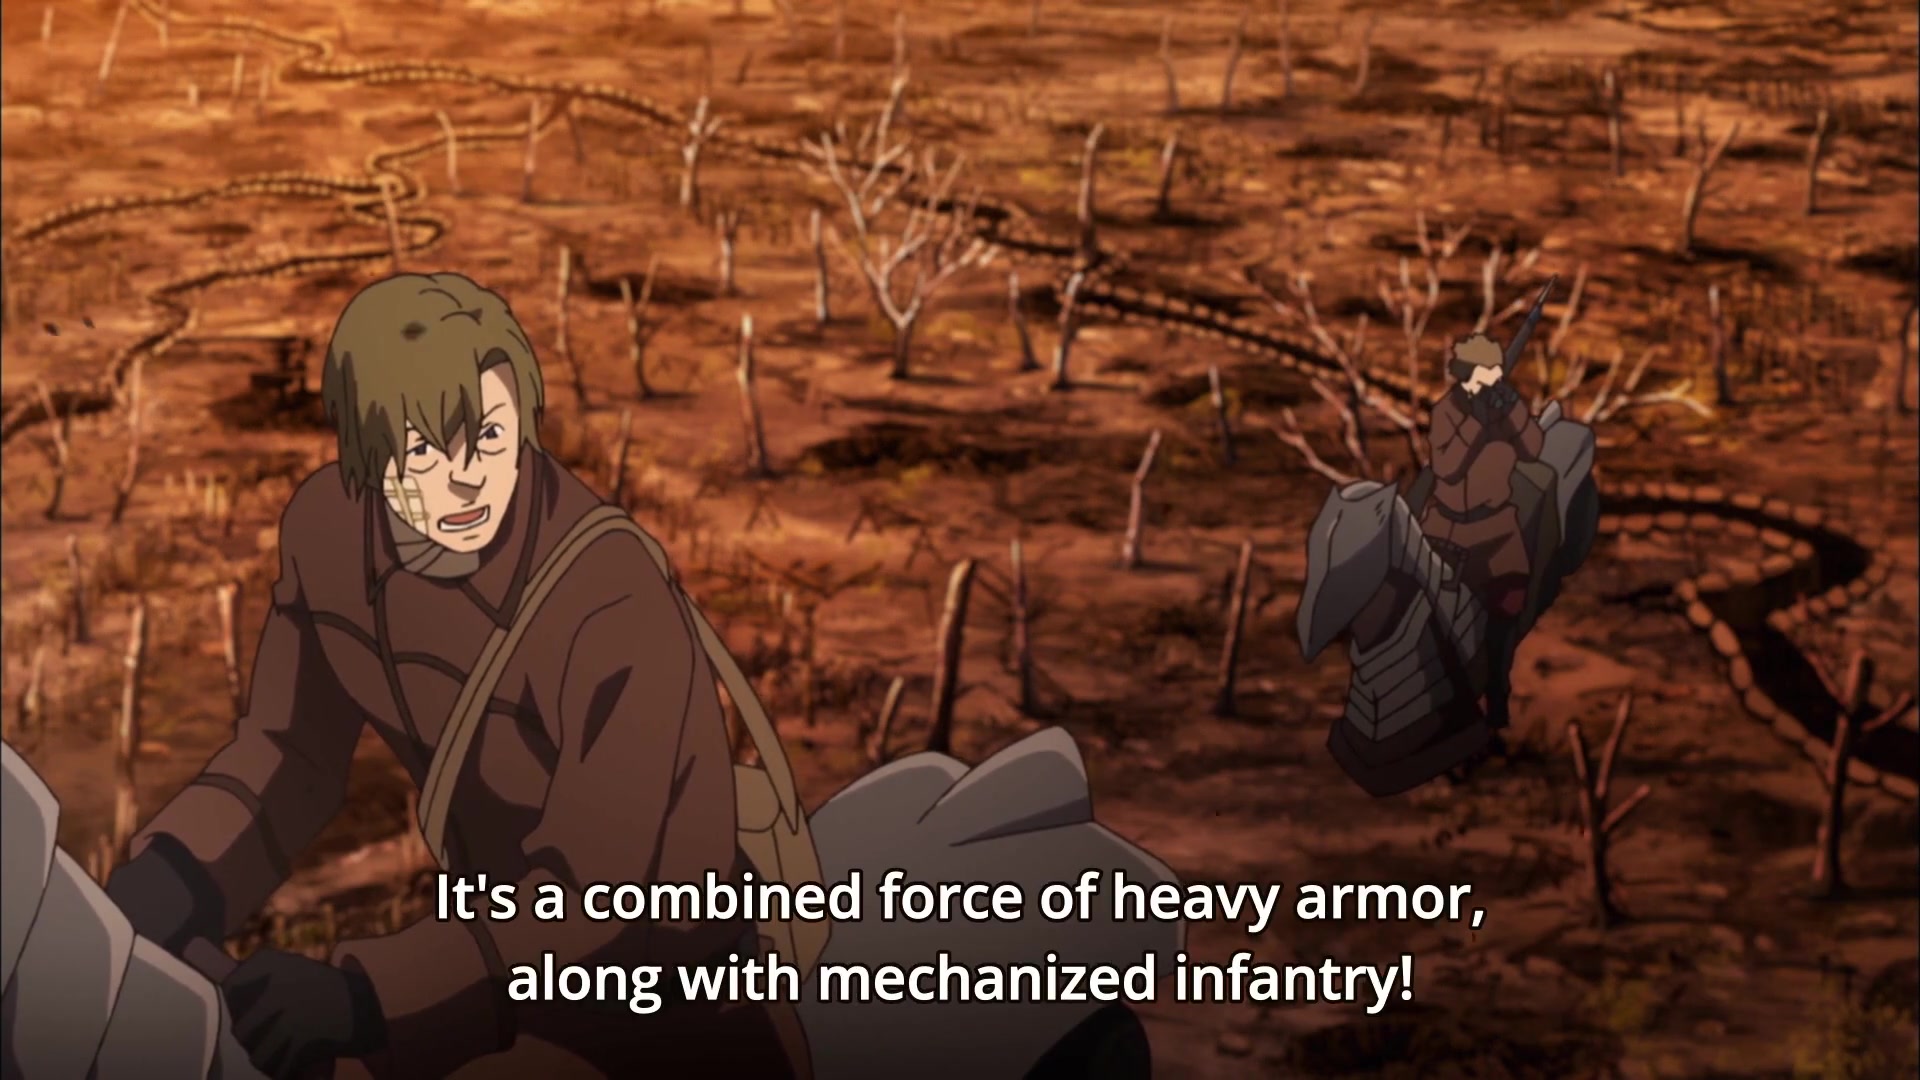 It's a combined force of heavy armor,
along with mechanized infantry!